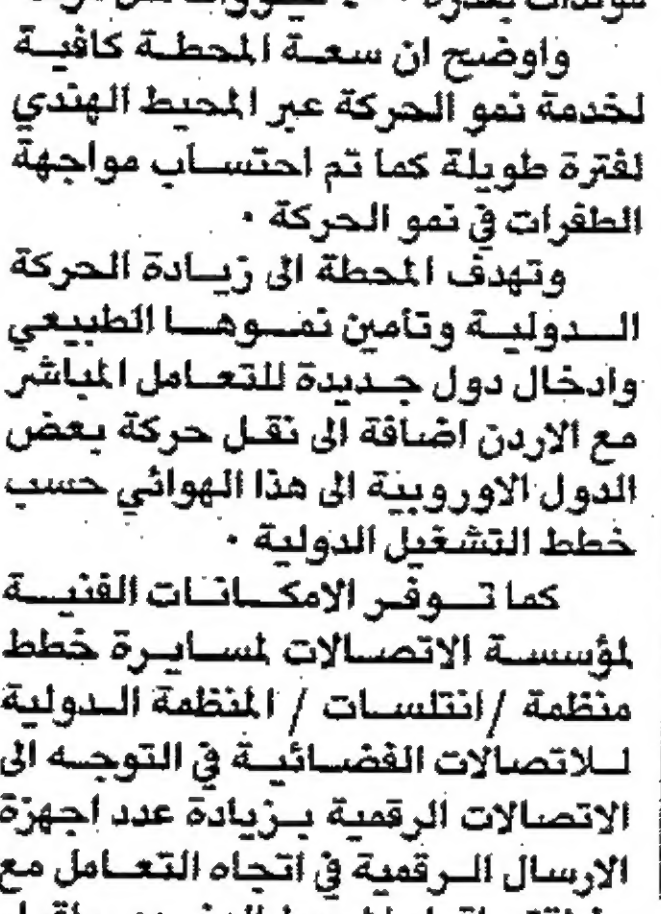 واوضح ان سعة المحطة كافية
لخدمة نمو الحركة عبر المحيط الهندي
لفترة طويلة كما تم احتساب مواجهة
الطفرات في نمو الحركة ٠
وتهدف المحطة الى زيادة الحركة
الدولية وتأمين نموها الطبيعي
وادخال دول جديدة للتعامل المباشر
مع الاردن اضافة الى نقل حركة بعض
الدول الاوروبية الى هذا الهوائي حسب
خطط التشغيل الدولية ٠
كما توفر الامكانات الفنية
لمؤسسة الاتصالات لمسايرة خطط
منظمة /انتلسات / المنظمة الدولية
للاتصالات الفضائية في التوجه الى
الاتصالات الرقمية بزيادة عدد اجهزة
الارسال الرقمية في اتجاه التعامل مع